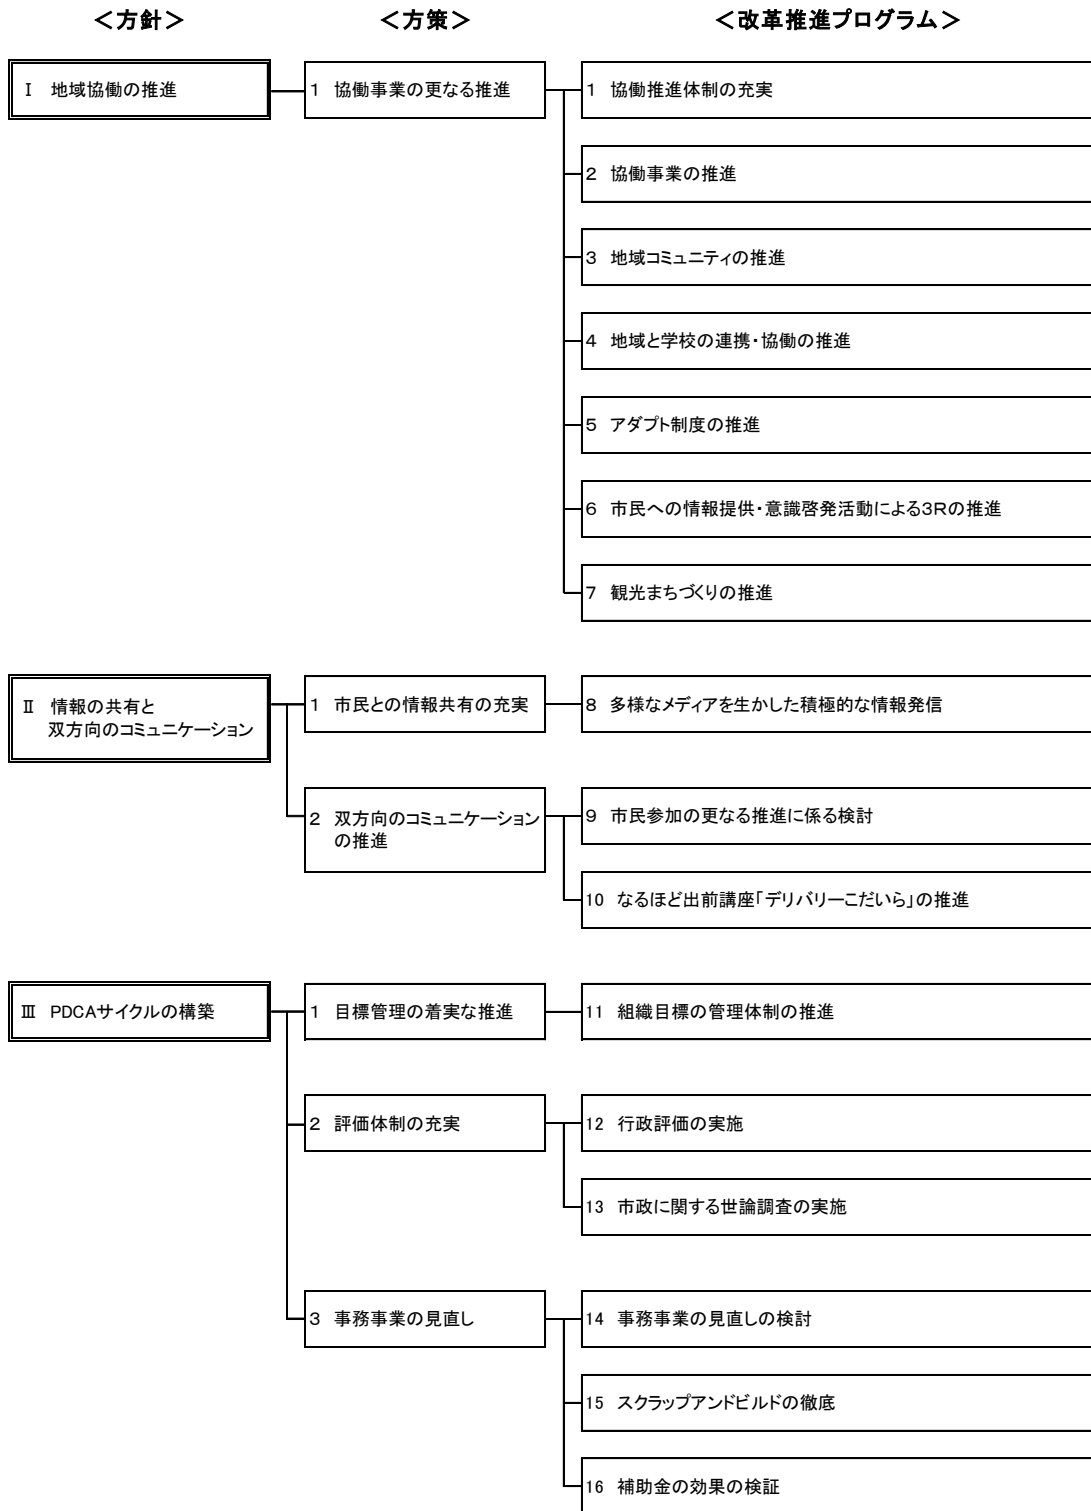 ＜方針＞ ＜方策＞ ＜改革推進プログラム＞
Ⅰ 地域協働の推進 1 協働事業の更なる推進 1 協働推進体制の充実
2 協働事業の推進
3 地域コミュニティの推進
4 地域と学校の連携・協働の推進
5 アダプト制度の推進
6 市民への情報提供・意識啓発活動による3Rの推進
7 観光まちづくりの推進
Ⅱ 情報の共有と
双方向のコミュニケーション
1 市民との情報共有の充実 8 多様なメディアを生かした積極的な情報発信
2 双方向のコミュニケーション
の推進
9 市民参加の更なる推進に係る検討
10 なるほど出前講座「デリバリーこだいら」の推進
Ⅲ PDCAサイクルの構築 1 目標管理の着実な推進 11 組織目標の管理体制の推進
2 評価体制の充実 12 行政評価の実施
13 市政に関する世論調査の実施
3 事務事業の見直し 14 事務事業の見直しの検討
15 スクラップアンドビルドの徹底
16 補助金の効果の検証